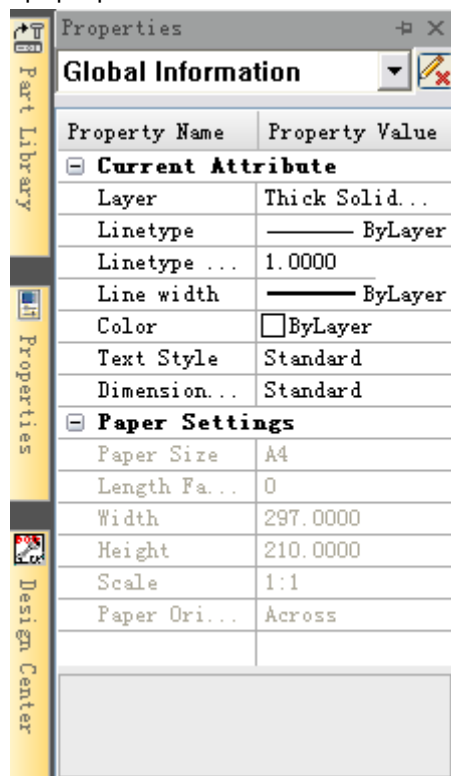 Properties
Global Information
Property Name Property Value
Current Attribute
Layer Thick Solid...
Linetype ByLayer
Linetype ... 1.0000
Line width ByLayer
Color ByLayer
Text Style Standard
Dimension... Standard
Paper Settings
Paper Size A4
Length Fa... 0
Width 297.0000
Height 210.0000
Scale 1:1
Paper Ori... Across
Part Library
Properties
Design Center